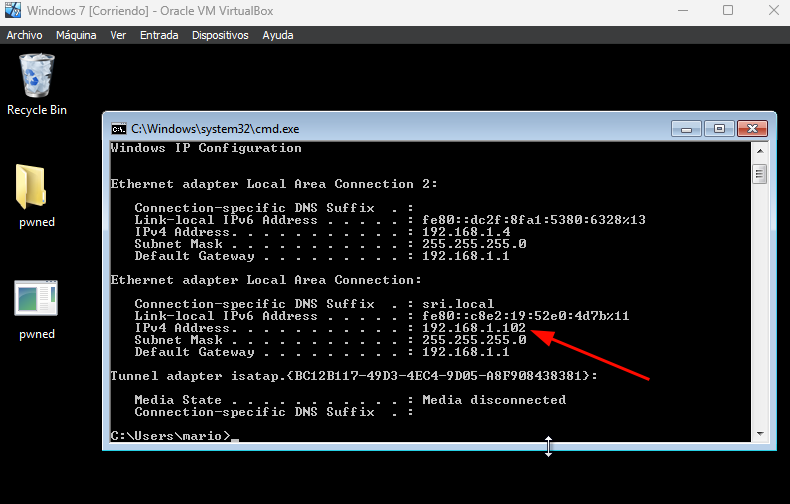 Windows 7 [Corriendo] - Oracle VM VirtualBox
Archivo Máquina Ver Entrada Dispositivos Ayuda
Recycle Bin
pwned
pwned
C:\Windows\system32\cmd.exe
Windows IP Configuration
Ethernet adapter Local Area Connection 2:
Connection-specific DNS Suffix . :
Link-local IPv6 Address . . . . . : fe80::dc2f:8fa1:5380:6328%13
IPv4 Address. . . . . . . . . . . : 192.168.1.4
Subnet Mask . . . . . . . . . . . : 255.255.255.0
Default Gateway . . . . . . . . . : 192.168.1.1
Ethernet adapter Local Area Connection:
Connection-specific DNS Suffix . : sri.local
Link-local IPv6 Address . . . . . : fe80::c8e2:19:52e0:4d7b%11
IPv4 Address. . . . . . . . . . . : 192.168.1.102
Subnet Mask . . . . . . . . . . . : 255.255.255.0
Default Gateway . . . . . . . . . : 192.168.1.1
Tunnel adapter isatap.{BC12B117-49D3-4EC4-9D05-A8F908438381}:
Media State . . . . . . . . . . . : Media disconnected
Connection-specific DNS Suffix . :
C:\Users\mario>_